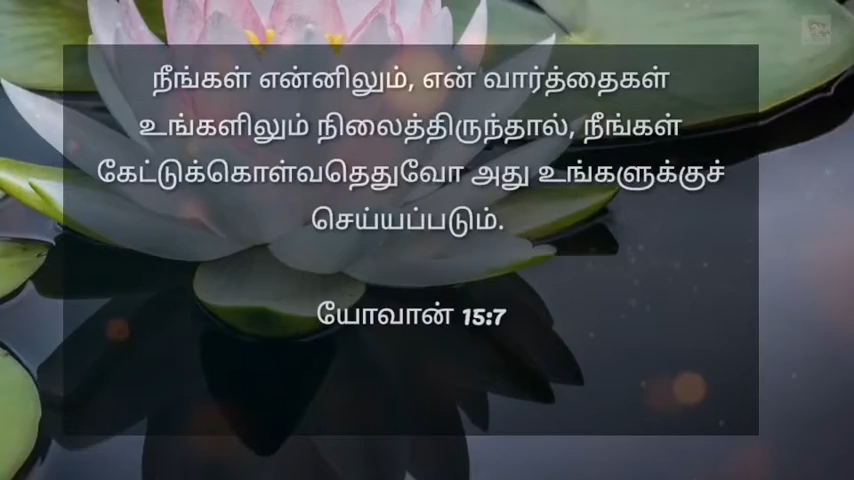 நீங்கள் என்னிலும், என் வார்த்தைகள்
உங்களிலும் நிலைத்திருந்தால், நீங்கள்
கேட்டுக்கொள்வதெதுவோ அது உங்களுக்குச்
செய்யப்படும்.
யோவான் 15:7